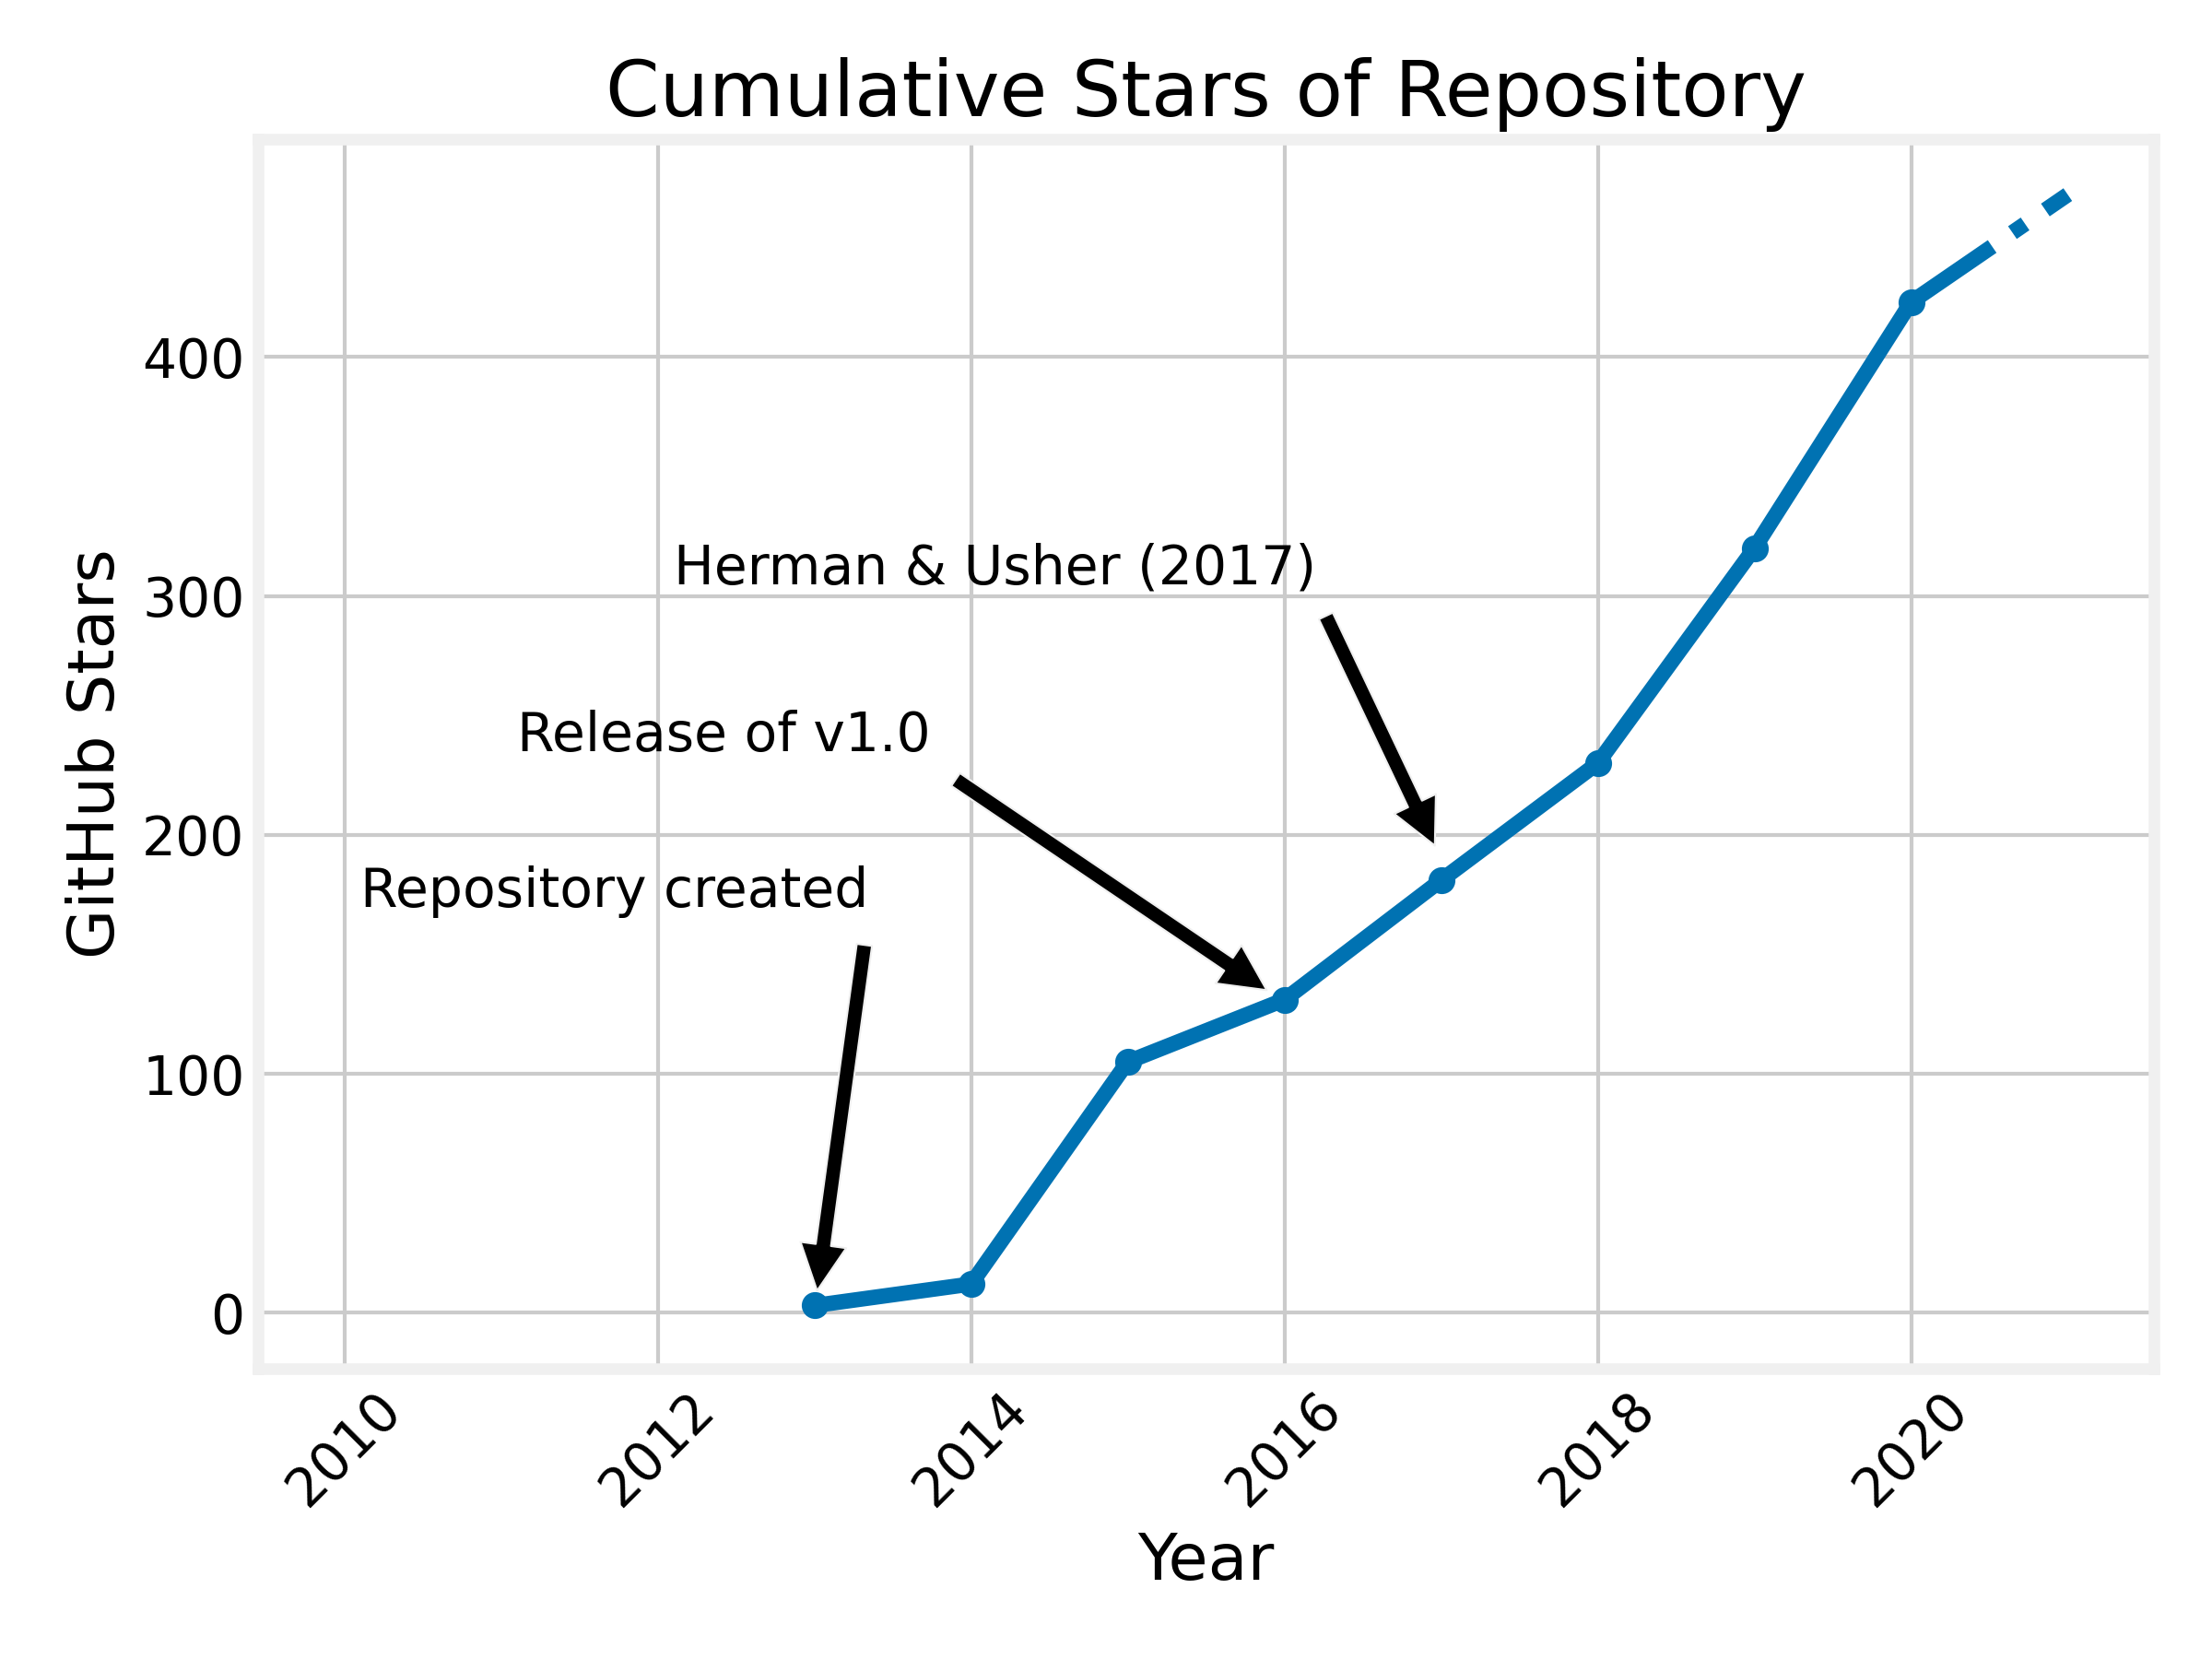 Cumulative Stars of Repository
GitHub Stars
400
300
200
100
0
Herman & Usher (2017)
Release of v1.0
Repository created
2010
2012
2014
2016
2018
2020
Year